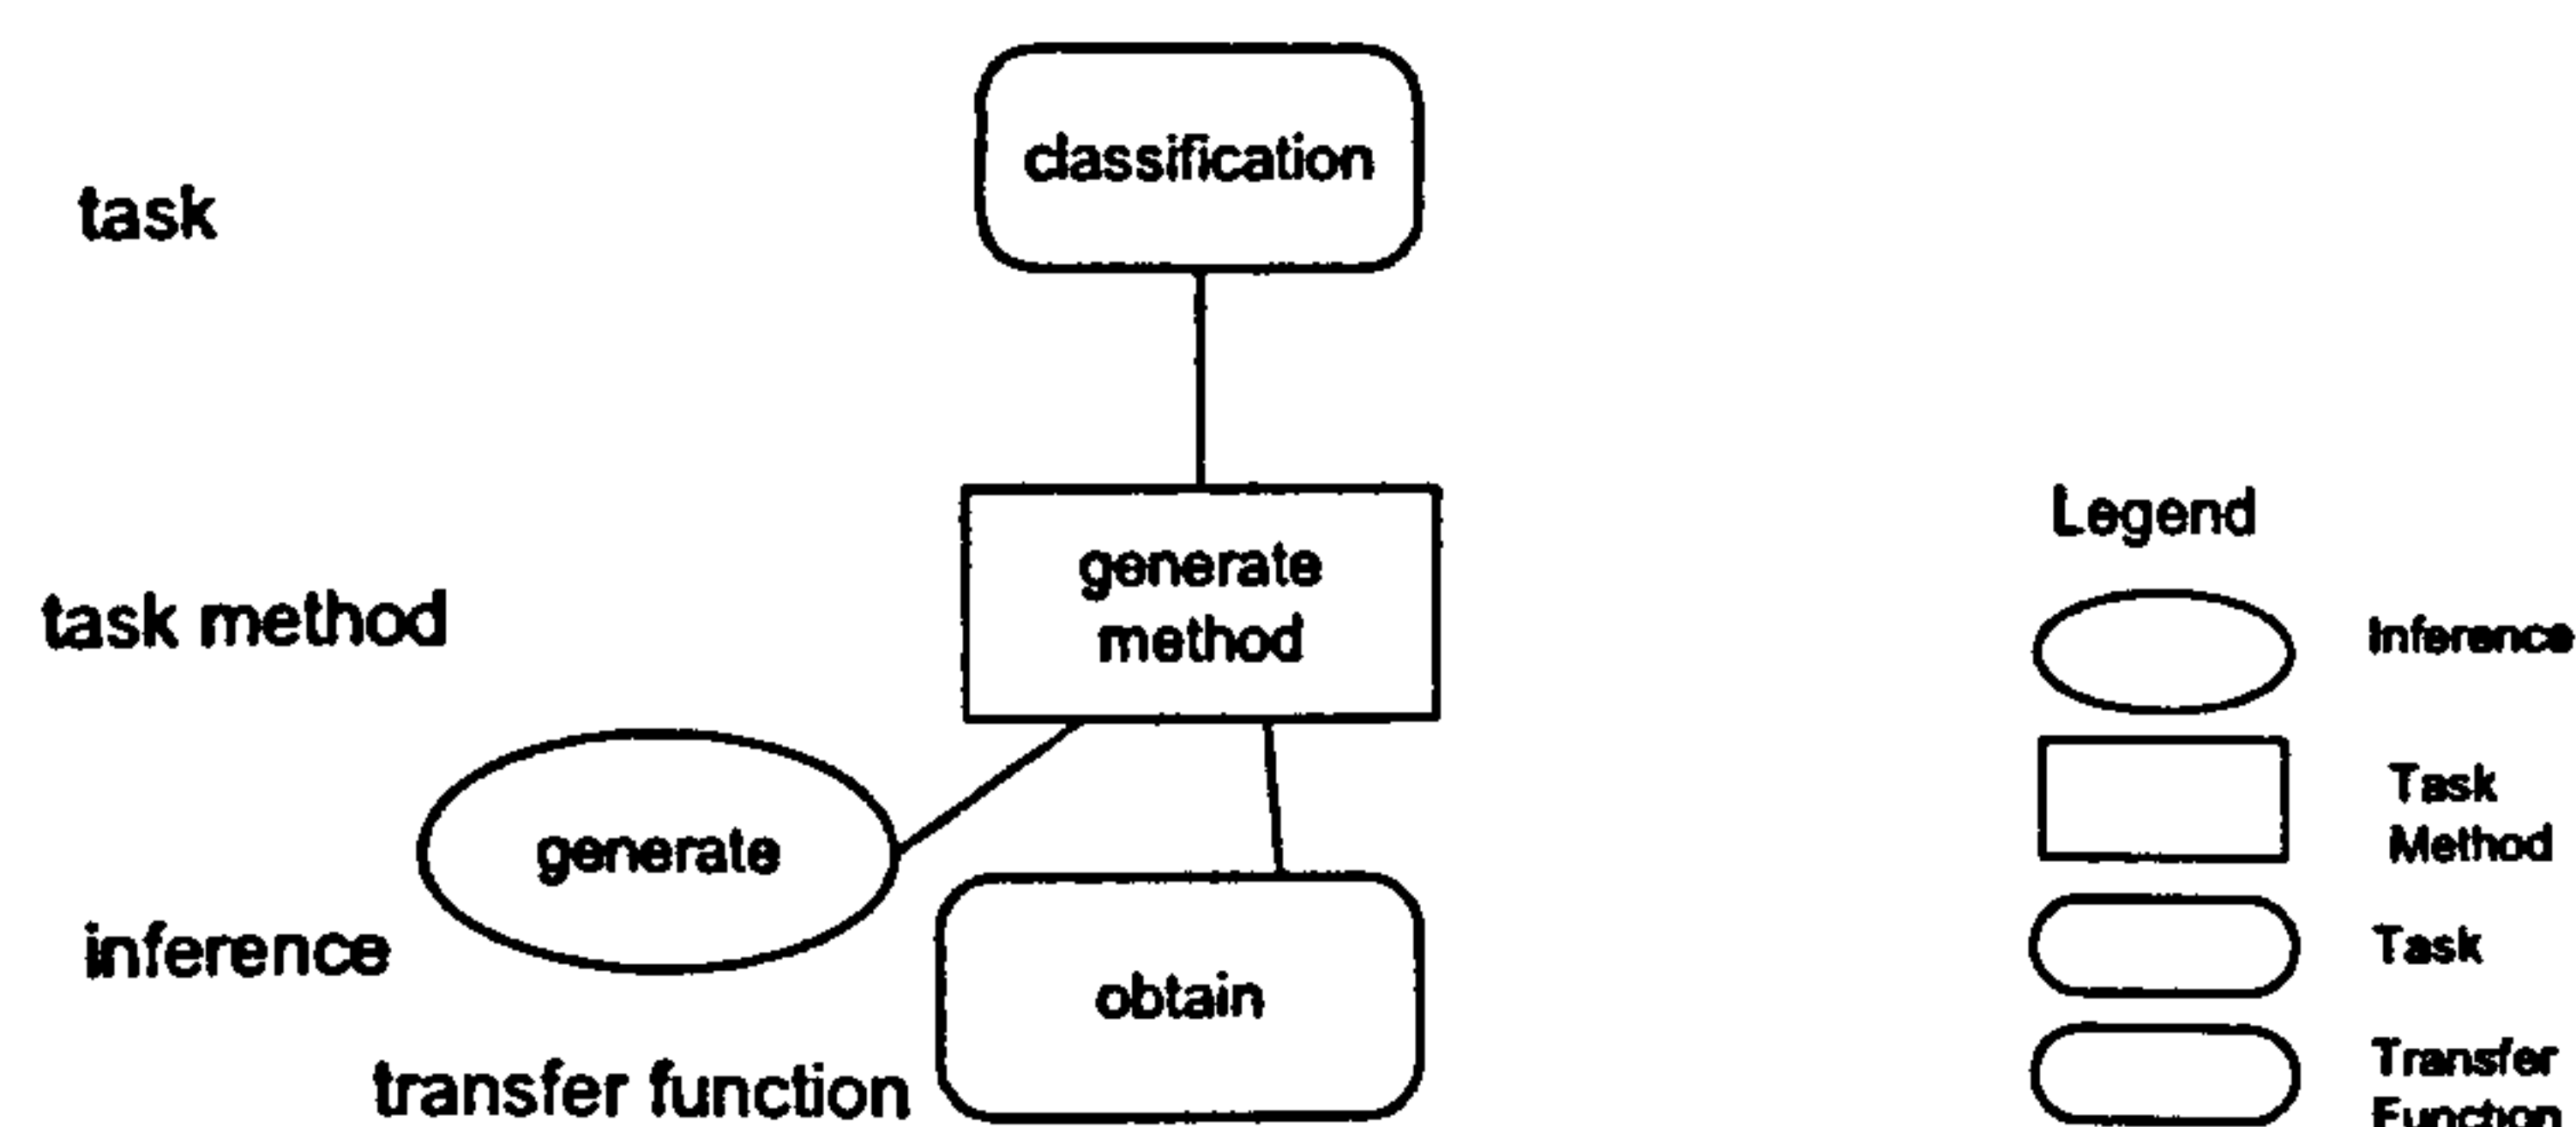 classification
task
Legend
generate
method
task method
Inference
Task
Method
generate
inference
Task
obtain
transfer function
Transfer
Function